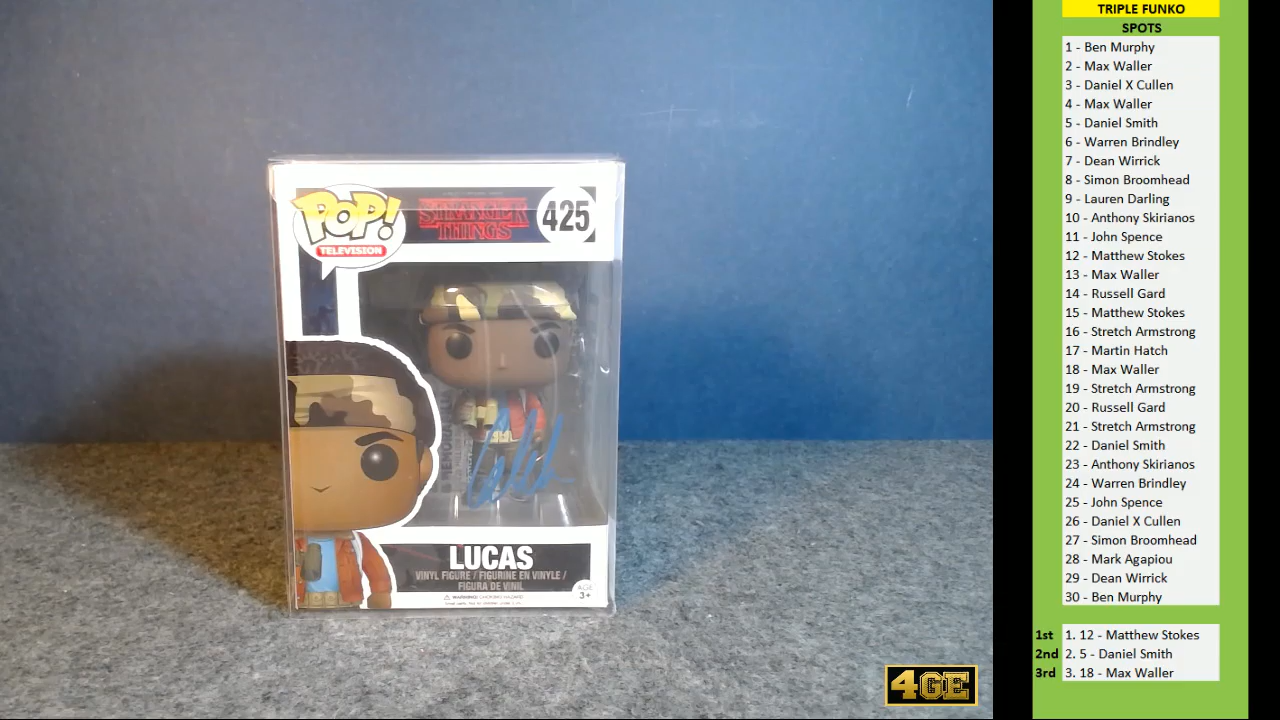 POP!
TELEVISION
STRANGER
THINGS
425
LUCAS
VINYL FIGURE / FIGURINE EN VINYLE /
FIGURA DE VINIL
AGE
3+
4GE
TRIPLE FUNKO
SPOTS
1 - Ben Murphy
2 - Max Waller
3 - Daniel X Cullen
4 - Max Waller
5 - Daniel Smith
6 - Warren Brindley
7 - Dean Wirrick
8 - Simon Broomhead
9 - Lauren Darling
10 - Anthony Skirianos
11 - John Spence
12 - Matthew Stokes
13 - Max Waller
14 - Russell Gard
15 - Matthew Stokes
16 - Stretch Armstrong
17 - Martin Hatch
18 - Max Waller
19 - Stretch Armstrong
20 - Russell Gard
21 - Stretch Armstrong
22 - Daniel Smith
23 - Anthony Skirianos
24 - Warren Brindley
25 - John Spence
26 - Daniel X Cullen
27 - Simon Broomhead
28 - Mark Agapiou
29 - Dean Wirrick
30 - Ben Murphy
1st 1. 12 - Matthew Stokes
2nd 2. 5 - Daniel Smith
3rd 3. 18 - Max Waller